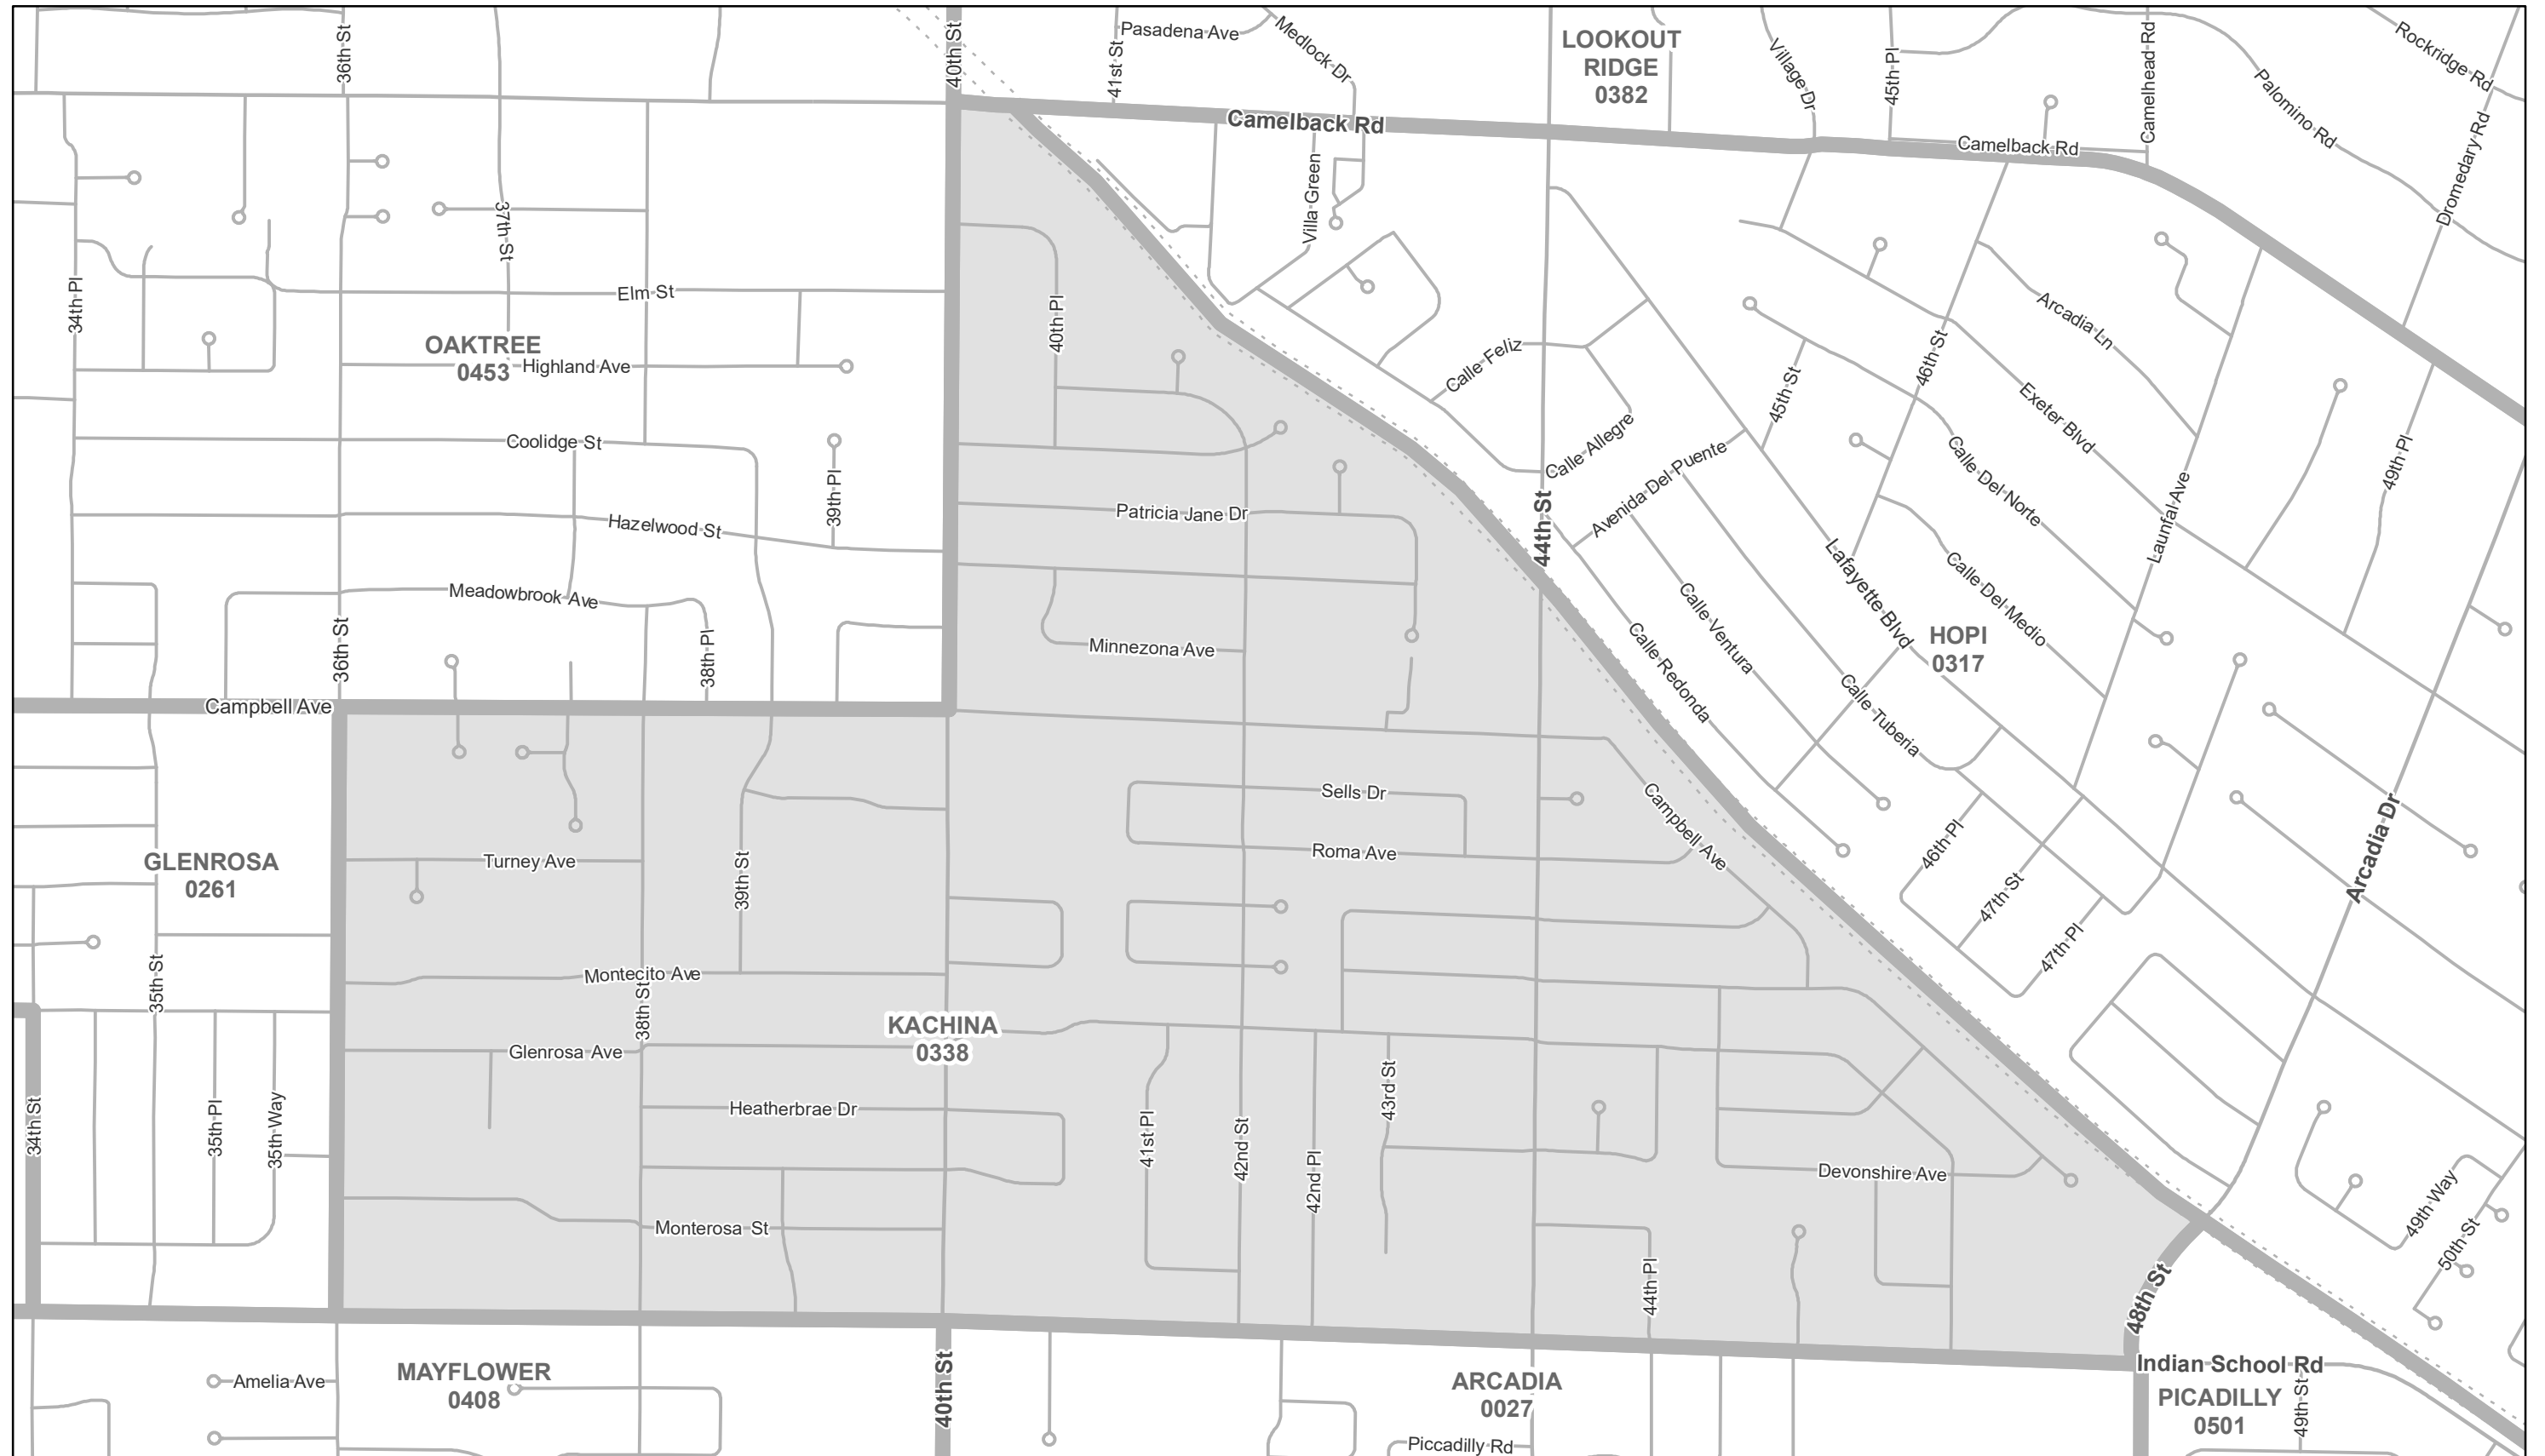 36th St
40th St
41st St
Pasadena Ave
Medlock Dr
LOOKOUT
RIDGE
0382
Village Dr
45th Pl
Camelhead Rd
Palomino Rd
Rockridge Rd
Dromedary Rd
Camelback Rd
Camelback Rd
Villa Green
37th St
34th Pl
Elm St
40th Pl
OAKTREE
0453
Highland Ave
Calle Feliz
Arcadia Ln
46th St
45th St
Exeter Blvd
Coolidge St
Calle Allegre
Avenida Del Puente
Calle Del Norte
49th Pl
39th Pl
Hazelwood St
Patricia Jane Dr
44th St
Launfal Ave
Meadowbrook Ave
Lafayette Blvd
Calle Del Medio
36th St
38th Pl
Minnezona Ave
Calle Ventura
Calle Redonda
HOPI
0317
Calle Tuberia
Campbell Ave
Sells Dr
Campbell Ave
Roma Ave
GLENROSA
0261
Turney Ave
39th St
46th Pl
47th St
47th Pl
Arcadia Dr
35th St
Montecito Ave
38th St
KACHINA
0338
Glenrosa Ave
34th St
35th Pl
35th Way
Heatherbrae Dr
41st Pl
42nd St
42nd Pl
43rd St
Devonshire Ave
49th Way
50th St
Monterosa St
44th Pl
48th St
Indian School Rd
PICADILLY
0501
49th St
Amelia Ave
MAYFLOWER
0408
40th St
ARCADIA
0027
Piccadilly Rd